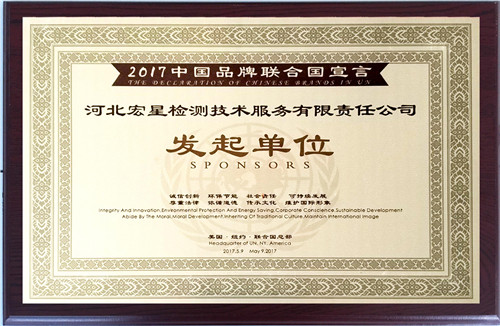 2017中国品牌联合国宣言
THE DECLARATION OF CHINESE BRANDS IN UN
河北宏星检测技术服务有限责任公司
发起单位
SPONSORS
诚信创新 环保节能 社会责任 可持续发展
尊重法律 恪循道德 传承文化 维护国际形象
Integrity And Innovation,Environmental Protection And Energy Saving,Corporate Conscience,Sustainable Development
Abide By The Moral,Moral Development,Inheriting Of Traditional Culture,Maintain International Image
美国·纽约·联合国总部
Headquarter of UN, NY, America
2017.5.9 May 9.2017